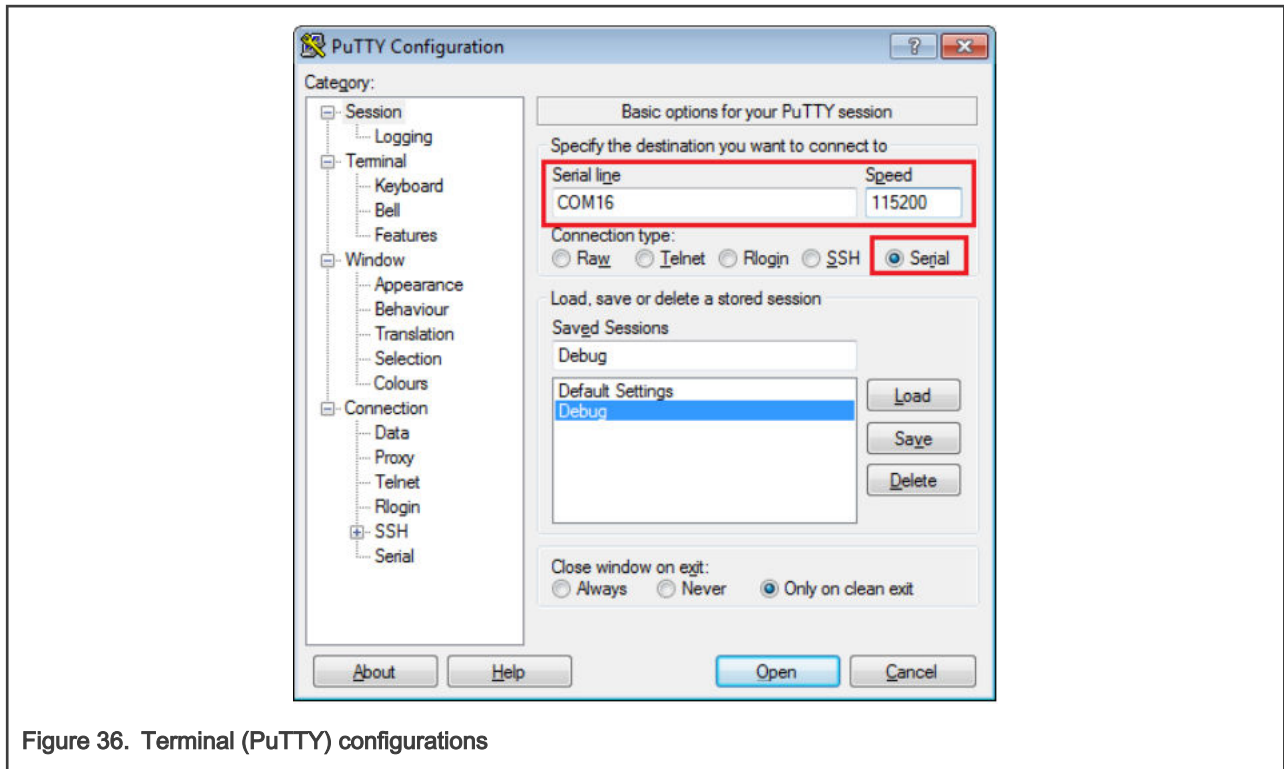 PuTTY Configuration
Category:
Session
Logging
Terminal
Keyboard
Bell
Features
Window
Appearance
Behaviour
Translation
Selection
Colours
Connection
Data
Proxy
Telnet
Rlogin
SSH
Serial
Basic options for your PuTTY session
Specify the destination you want to connect to
Serial line Speed
COM16 115200
Connection type:
Raw Telnet Rlogin SSH Serial
Load, save or delete a stored session
Saved Sessions
Debug
Default Settings
Debug
Load
Save
Delete
Close window on exit:
Always Never Only on clean exit
About Help Open Cancel
Figure 36. Terminal (PuTTY) configurations